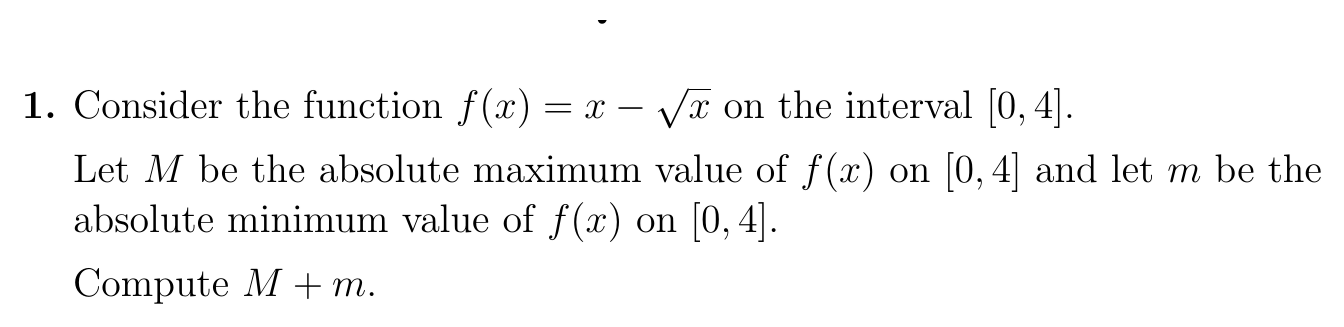 1. Consider the function f(x) = x − √x on the interval [0, 4].
Let M be the absolute maximum value of f(x) on [0, 4] and let m be the
absolute minimum value of f(x) on [0, 4].
Compute M + m.